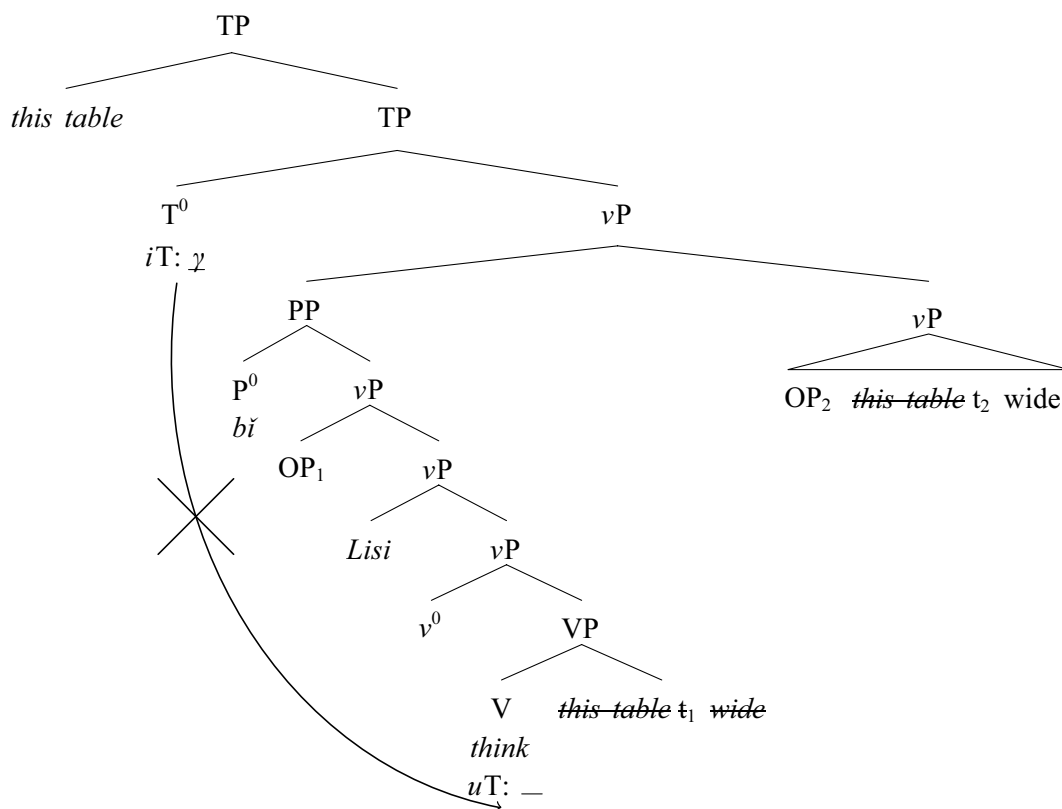 TP
this table TP
T⁰ vP
iT: γ
PP vP
P⁰ vP OP₂ this table t₂ wide
bǐ
OP₁ vP
Lisi vP
v⁰ VP
V this table t₁ wide
think
uT: __